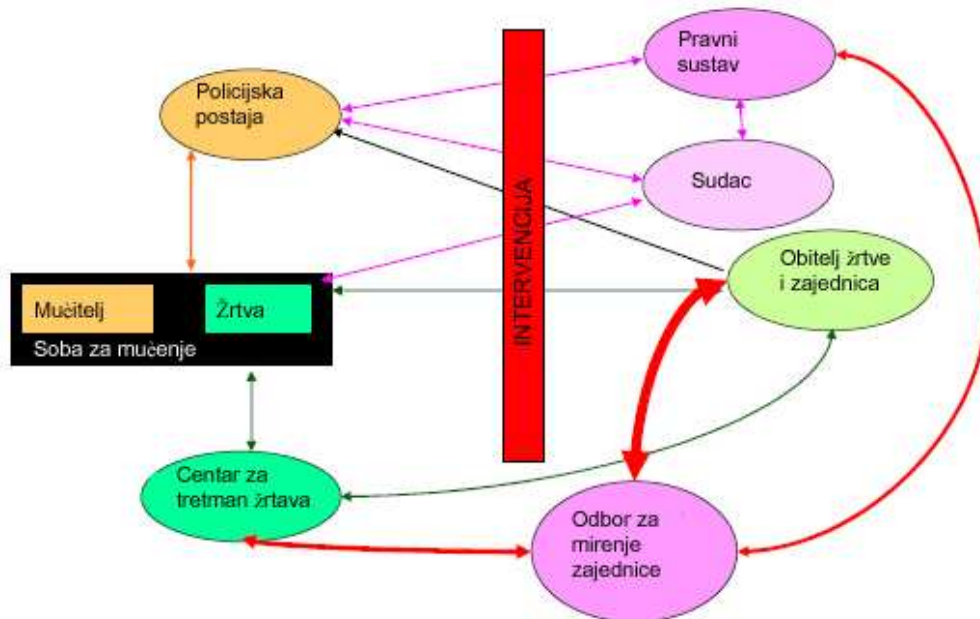 Pravni
sustav
Policijska
postaja
Sudac
INTERVENCIJA
Obitelj žrtve
i zajednica
Mučitelj
Žrtva
Soba za mučenje
Centar za
tretman žrtava
Odbor za
mirenje
zajednice